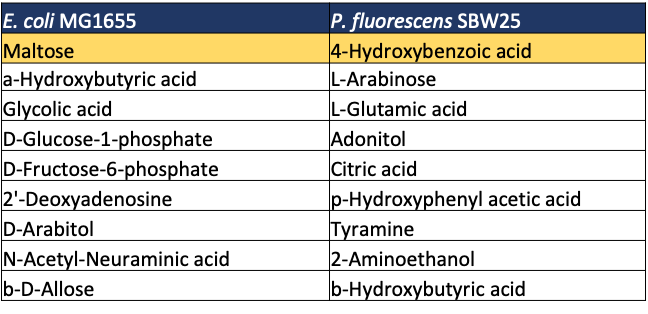 E. coli MG1655 P. fluorescens SBW25
Maltose 4-Hydroxybenzoic acid
a-Hydroxybutyric acid L-Arabinose
Glycolic acid L-Glutamic acid
D-Glucose-1-phosphate Adonitol
D-Fructose-6-phosphate Citric acid
2'-Deoxyadenosine p-Hydroxyphenyl acetic acid
D-Arabitol Tyramine
N-Acetyl-Neuraminic acid 2-Aminoethanol
b-D-Allose b-Hydroxybutyric acid